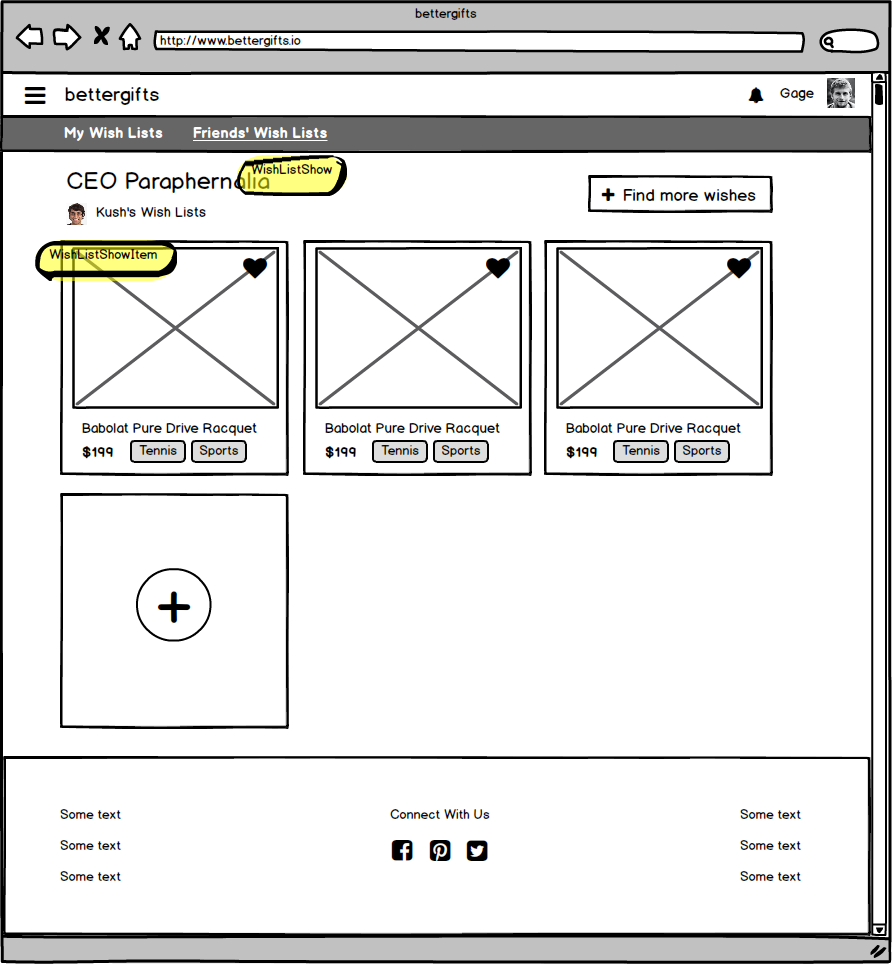 bettergifts
http://www.bettergifts.io
bettergifts
Gage
My Wish Lists
Friends' Wish Lists
WishListShow
CEO Paraphernalia
Find more wishes
Kush's Wish Lists
WishListShowItem
Babolat Pure Drive Racquet
$199 Tennis Sports
Babolat Pure Drive Racquet
$199 Tennis Sports
Babolat Pure Drive Racquet
$199 Tennis Sports
Some text
Some text
Some text
Connect With Us
Some text
Some text
Some text